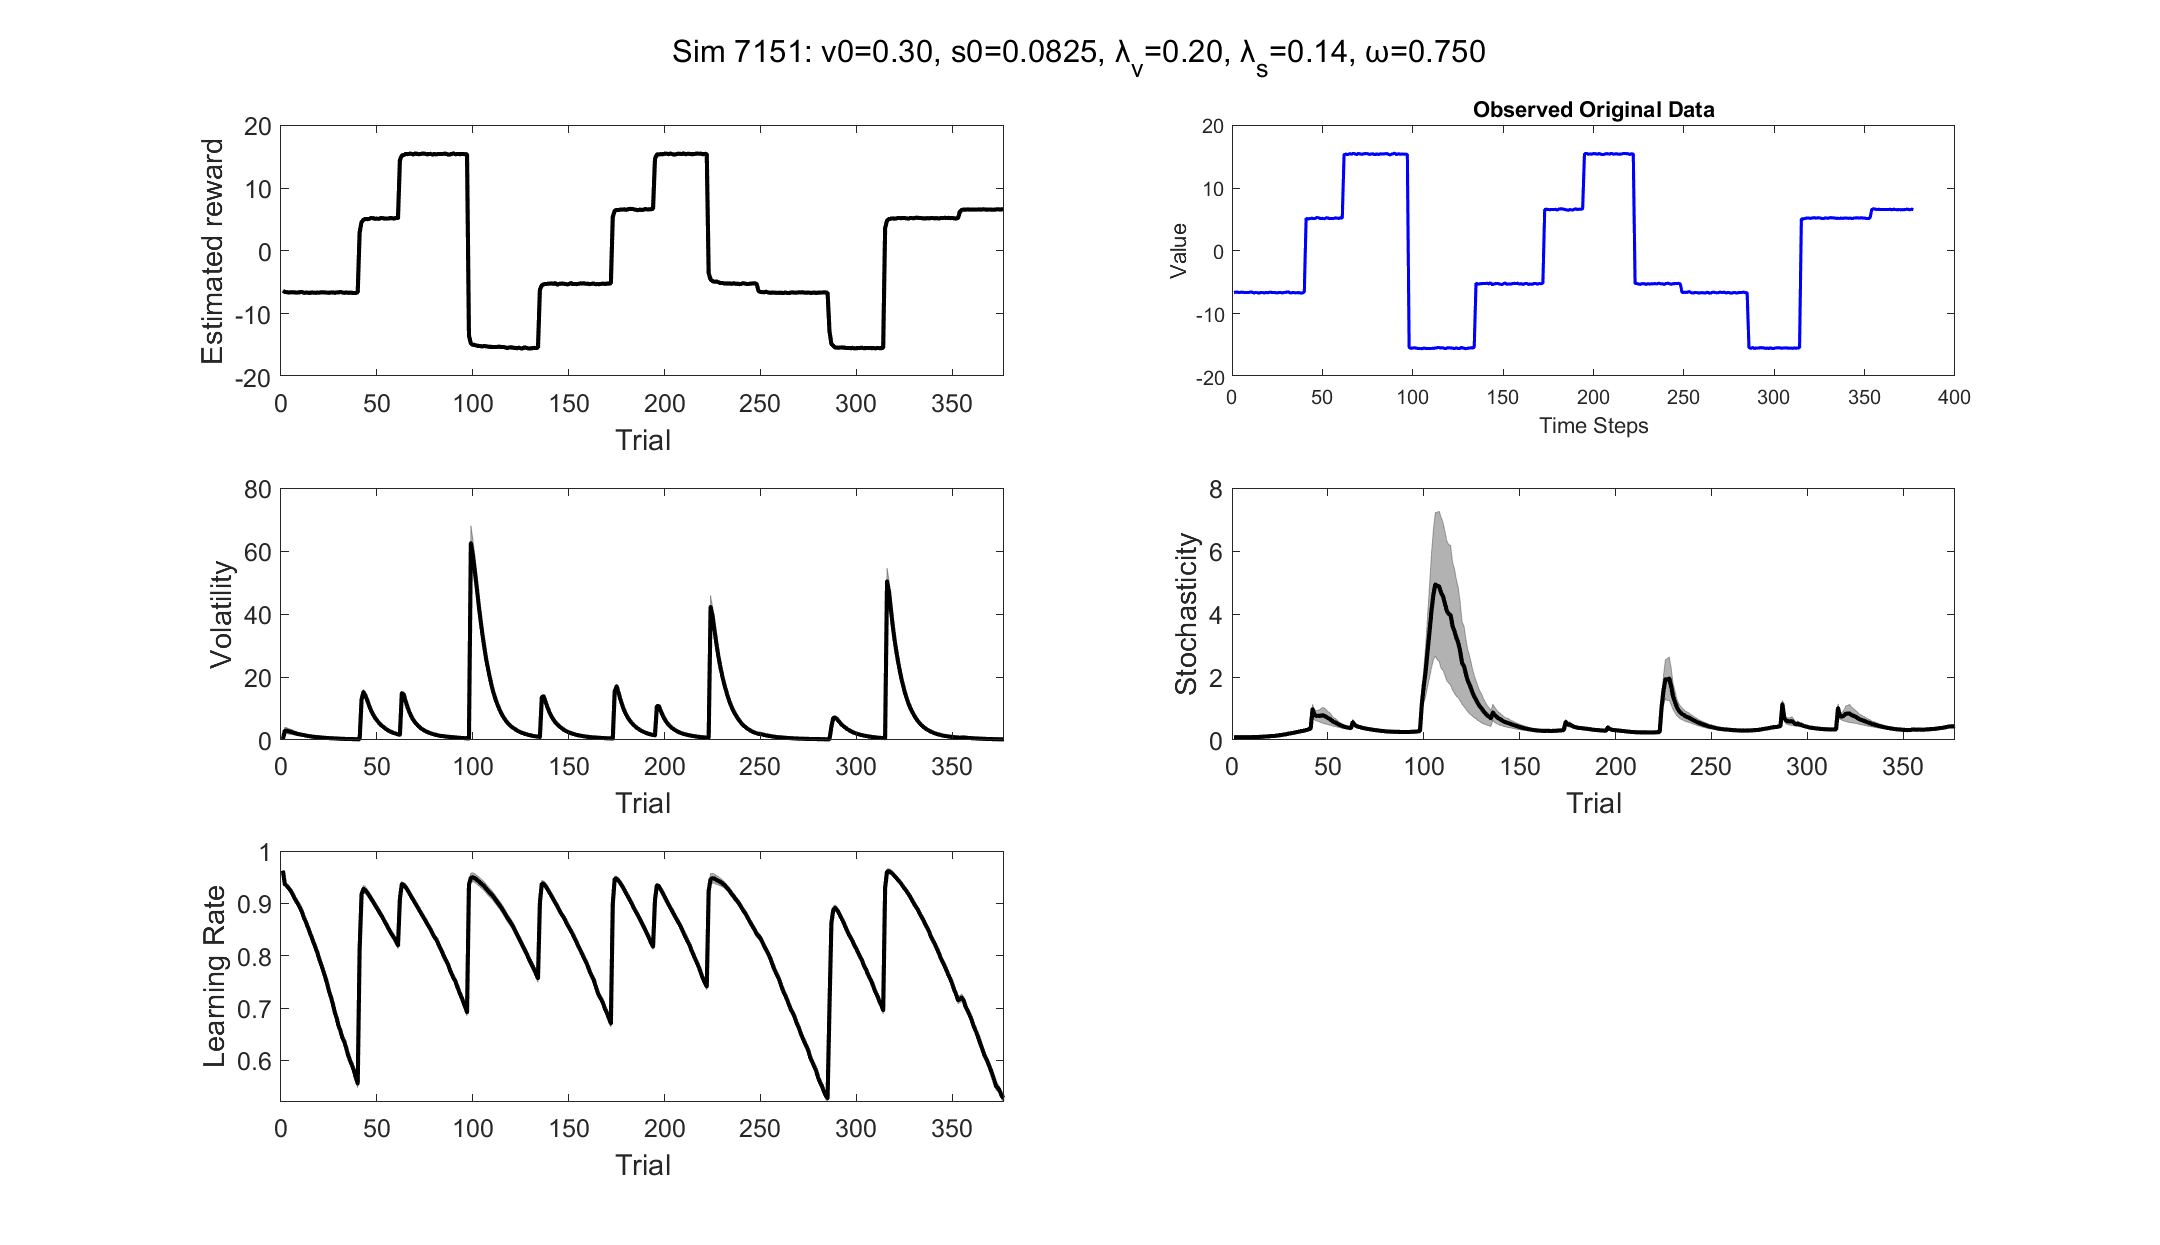 Sim 7151: v0=0.30, s0=0.0825, λ_v=0.20, λ_s=0.14, ω=0.750
20
10
0
-10
-20
Estimated reward
0 50 100 150 200 250 300 350
Trial
Observed Original Data
20
10
0
-10
-20
Value
0 50 100 150 200 250 300 350 400
Time Steps
80
60
40
20
0
Volatility
0 50 100 150 200 250 300 350
Trial
8
6
4
2
0
Stochasticity
0 50 100 150 200 250 300 350
Trial
1
0.9
0.8
0.7
0.6
Learning Rate
0 50 100 150 200 250 300 350
Trial